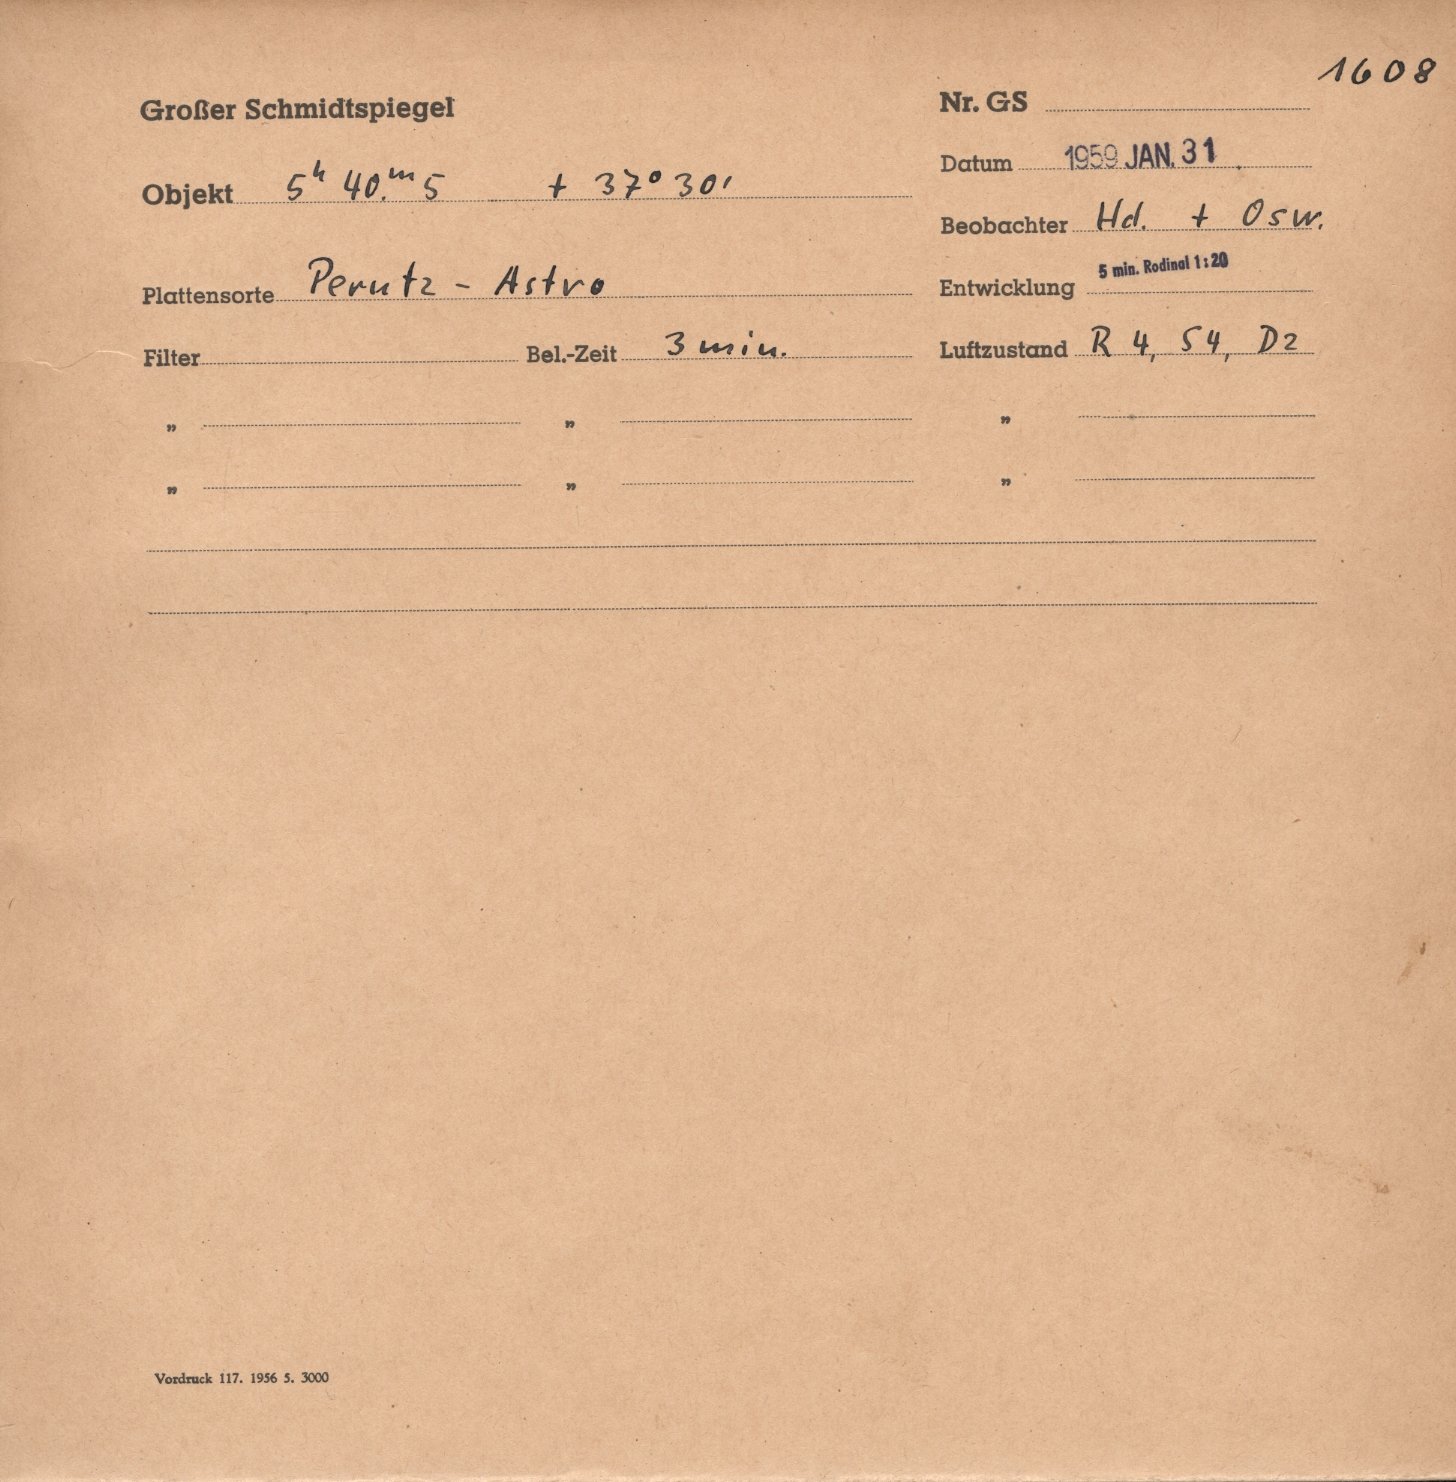 1608
Großer Schmidtspiegel
Nr. GS
Datum 1959 JAN. 31
Objekt 5ʰ 40.ᵐ5 + 37° 30'
Beobachter Hd. + Osw.
Plattensorte Perutz - Astro
Entwicklung 5 min. Rodinal 1:20
Filter Bel.-Zeit 3 min. Luftzustand R 4, S4, D2
„ „ „
„ „ „
Vordruck 117. 1956 5. 3000